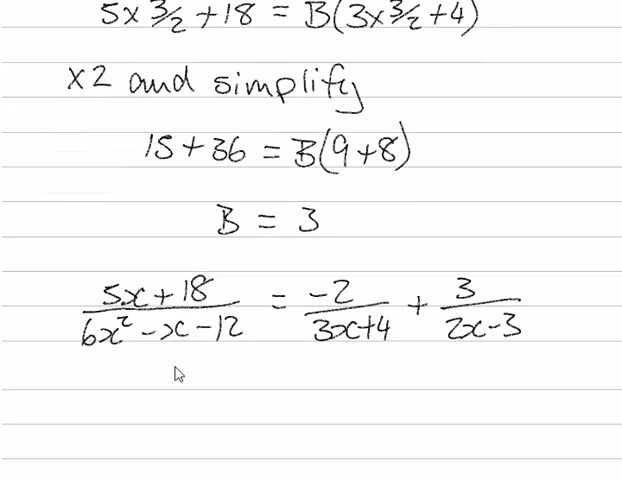 5x 3/2 + 18 = B(3x 3/2 + 4)
x2 and simplify
15 + 36 = B(9+8)
B = 3
5x + 18 / 6x² - x - 12 = -2 / 3x+4 + 3 / 2x-3